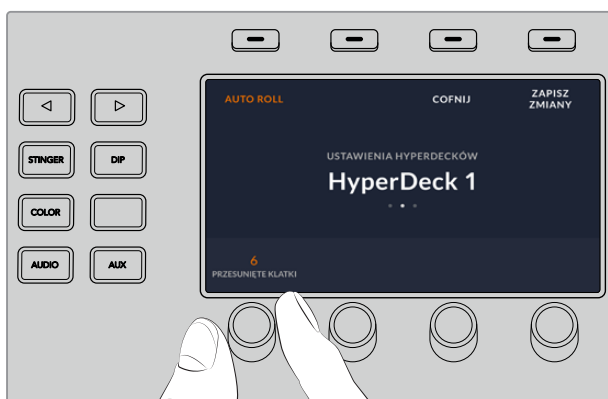 AUTO ROLL
COFNIJ
ZAPISZ
ZMIANY
STINGER
DIP
USTAWIENIA HYPERDECKÓW
HyperDeck 1
COLOR
AUDIO
AUX
6
PRZESUNIĘTE KLATKI